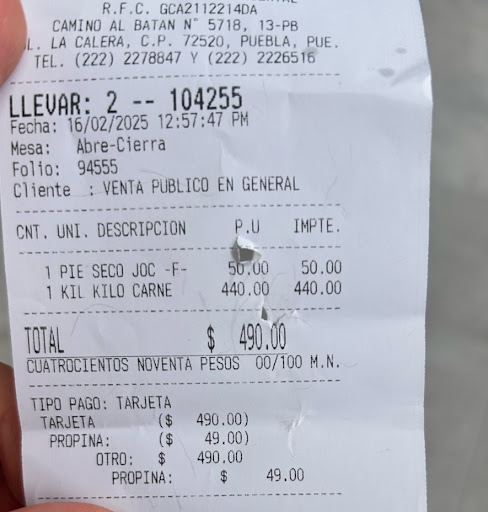 R.F.C. GCA2112214DA
CAMINO AL BATAN N° 5718, 13-PB
L. LA CALERA, C.P. 72520, PUEBLA, PUE.
TEL. (222) 2278847 Y (222) 2226516
LLEVAR: 2 -- 104255
Fecha: 16/02/2025 12:57:47 PM
Mesa: Abre-Cierra
Folio: 94555
Cliente : VENTA PUBLICO EN GENERAL
CNT. UNI. DESCRIPCION P.U IMPTE.
1 PIE SECO JOC -F- 50.00 50.00
1 KIL KILO CARNE 440.00 440.00
TOTAL $ 490.00
CUATROCIENTOS NOVENTA PESOS 00/100 M.N.
TIPO PAGO: TARJETA
TARJETA ($ 490.00)
PROPINA: ($ 49.00)
OTRO: $ 490.00
PROPINA: $ 49.00